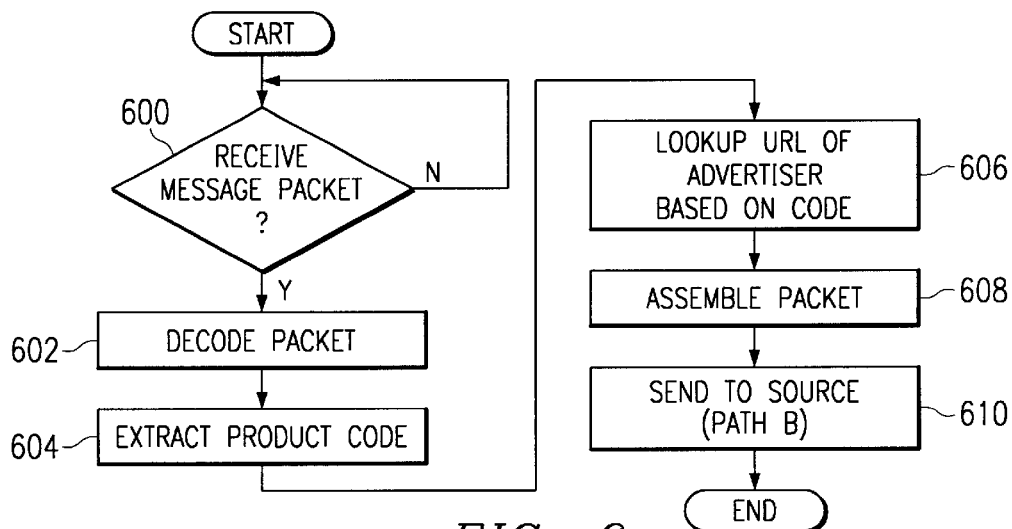 START
600
RECEIVE
MESSAGE PACKET
?
N
Y
602
DECODE PACKET
604
EXTRACT PRODUCT CODE
LOOKUP URL OF
ADVERTISER
BASED ON CODE
606
ASSEMBLE PACKET
608
SEND TO SOURCE
(PATH B)
610
END